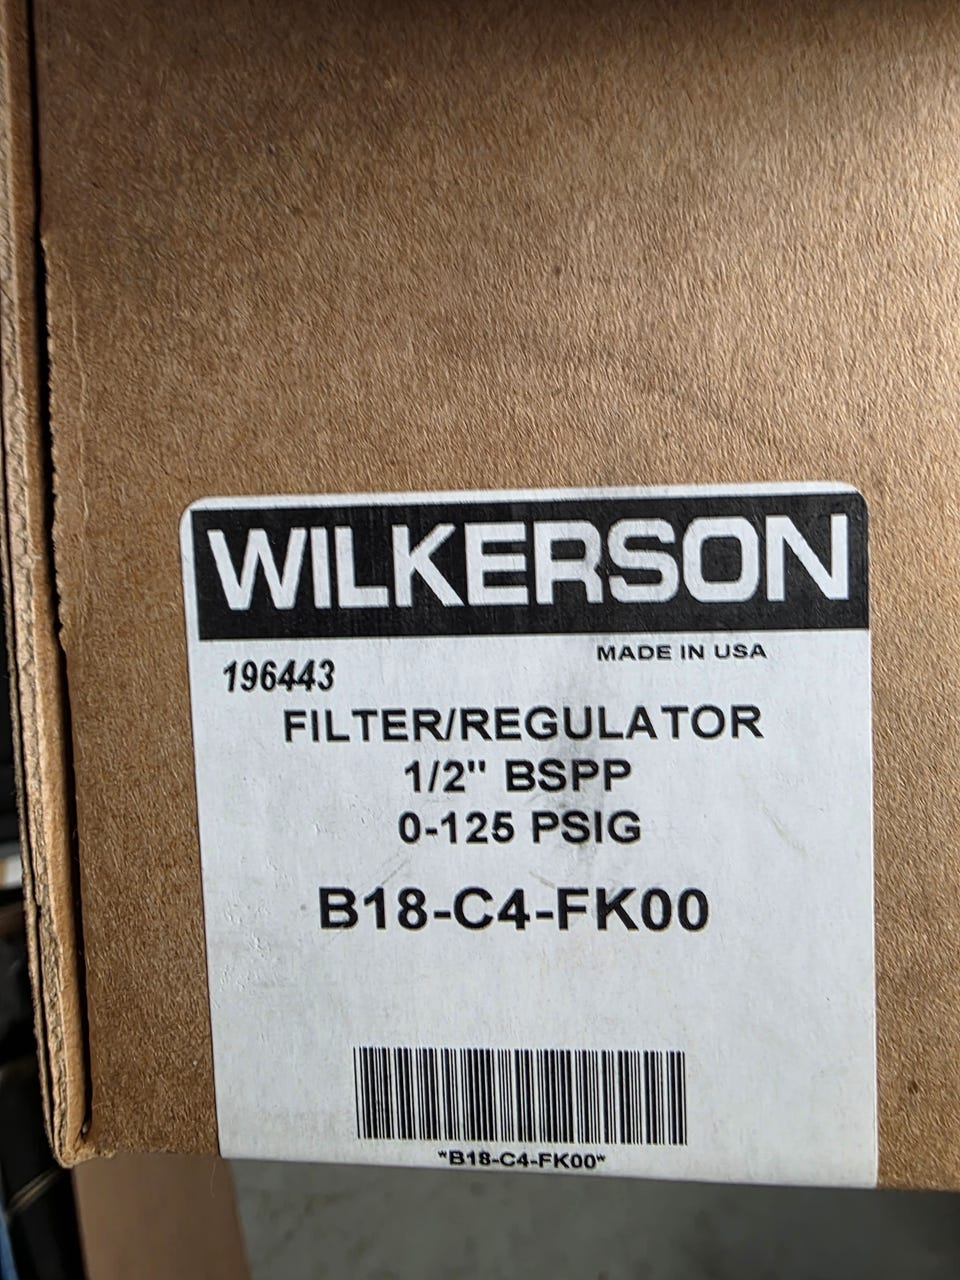 WILKERSON
MADE IN USA
196443
FILTER/REGULATOR
1/2" BSPP
0-125 PSIG
B18-C4-FK00
*B18-C4-FK00*